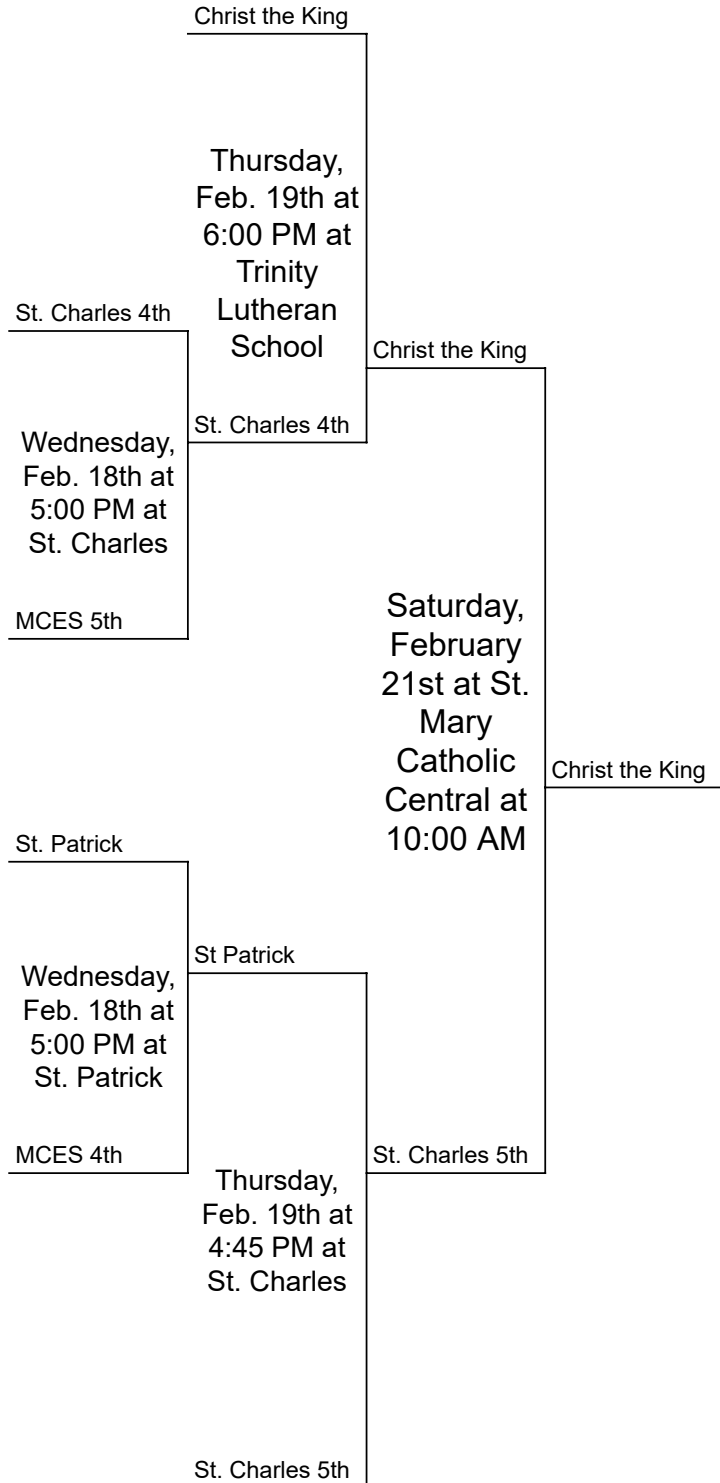 Christ the King
Thursday,
Feb. 19th at
6:00 PM at
Trinity
Lutheran
School
St. Charles 4th
Christ the King
St. Charles 4th
Wednesday,
Feb. 18th at
5:00 PM at
St. Charles
MCES 5th
Saturday,
February
21st at St.
Mary
Catholic
Central at
10:00 AM
Christ the King
St. Patrick
St Patrick
Wednesday,
Feb. 18th at
5:00 PM at
St. Patrick
MCES 4th
St. Charles 5th
Thursday,
Feb. 19th at
4:45 PM at
St. Charles
St. Charles 5th